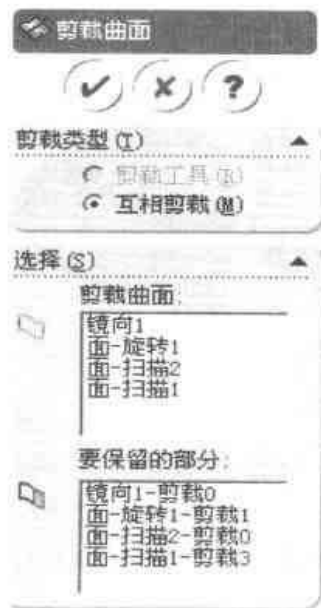 剪裁曲面
?
剪裁类型(T)
剪裁工具(R)
互相剪裁(M)
选择(S)
剪裁曲面:
镜向1
面-旋转1
面-扫描2
面-扫描1
要保留的部分:
镜向1-剪裁0
面-旋转1-剪裁1
面-扫描2-剪裁0
面-扫描1-剪裁3